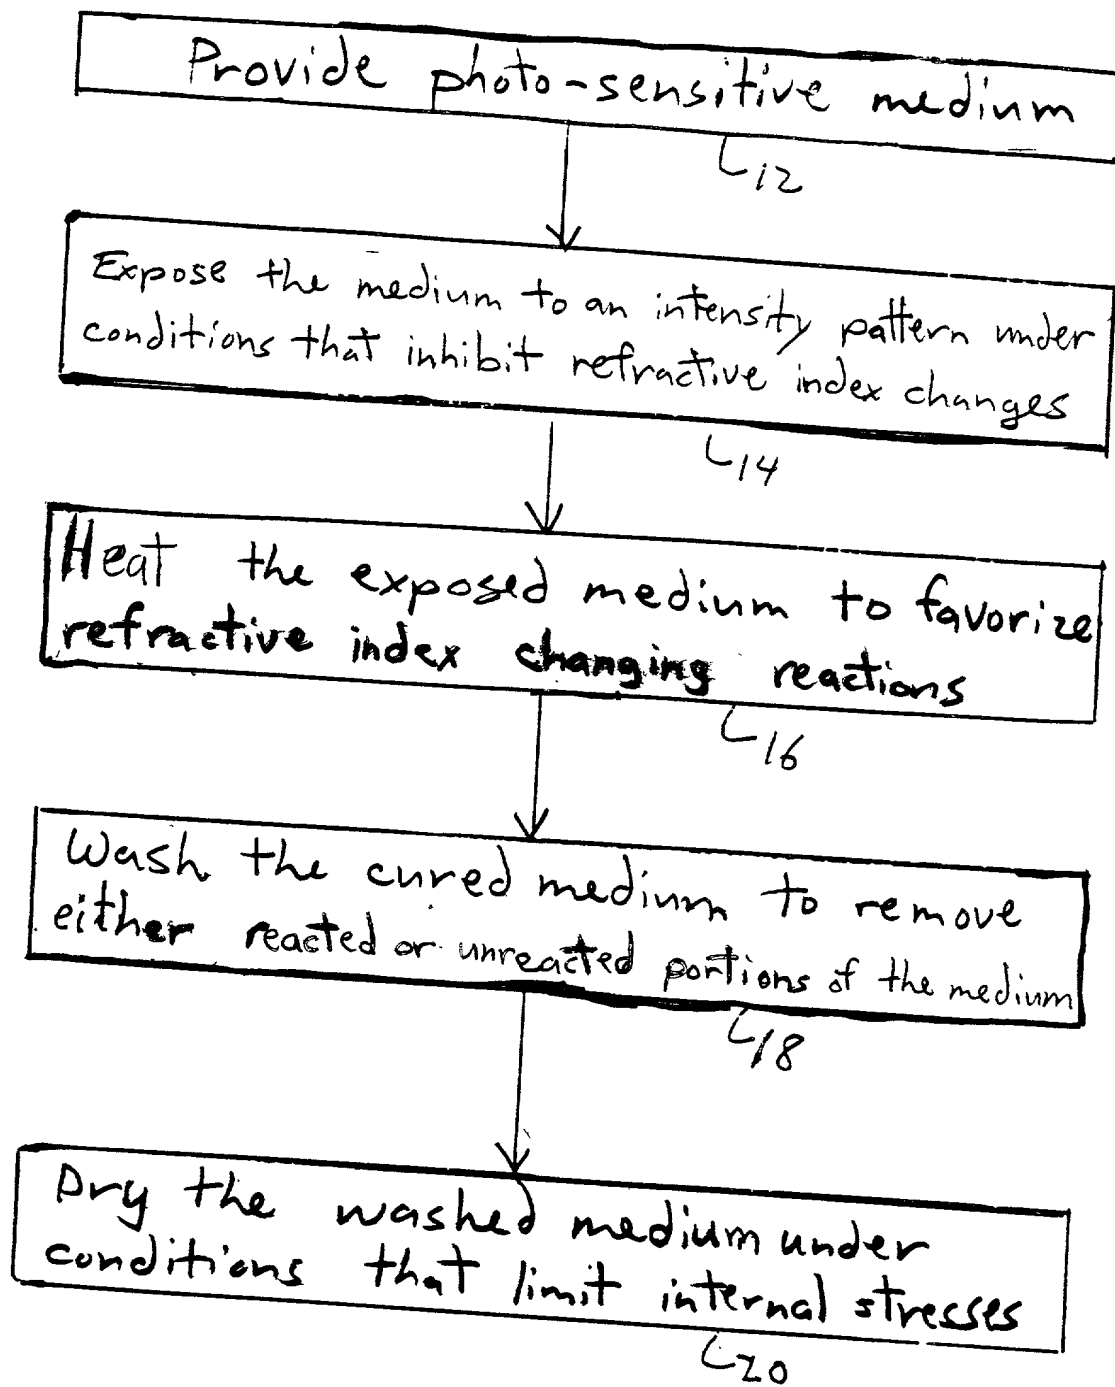 Provide photo-sensitive medium
12
Expose the medium to an intensity pattern under
conditions that inhibit refractive index changes
14
Heat the exposed medium to favorize
refractive index changing reactions
16
Wash the cured medium to remove
either reacted or unreacted portions of the medium
18
Dry the washed medium under
conditions that limit internal stresses
20